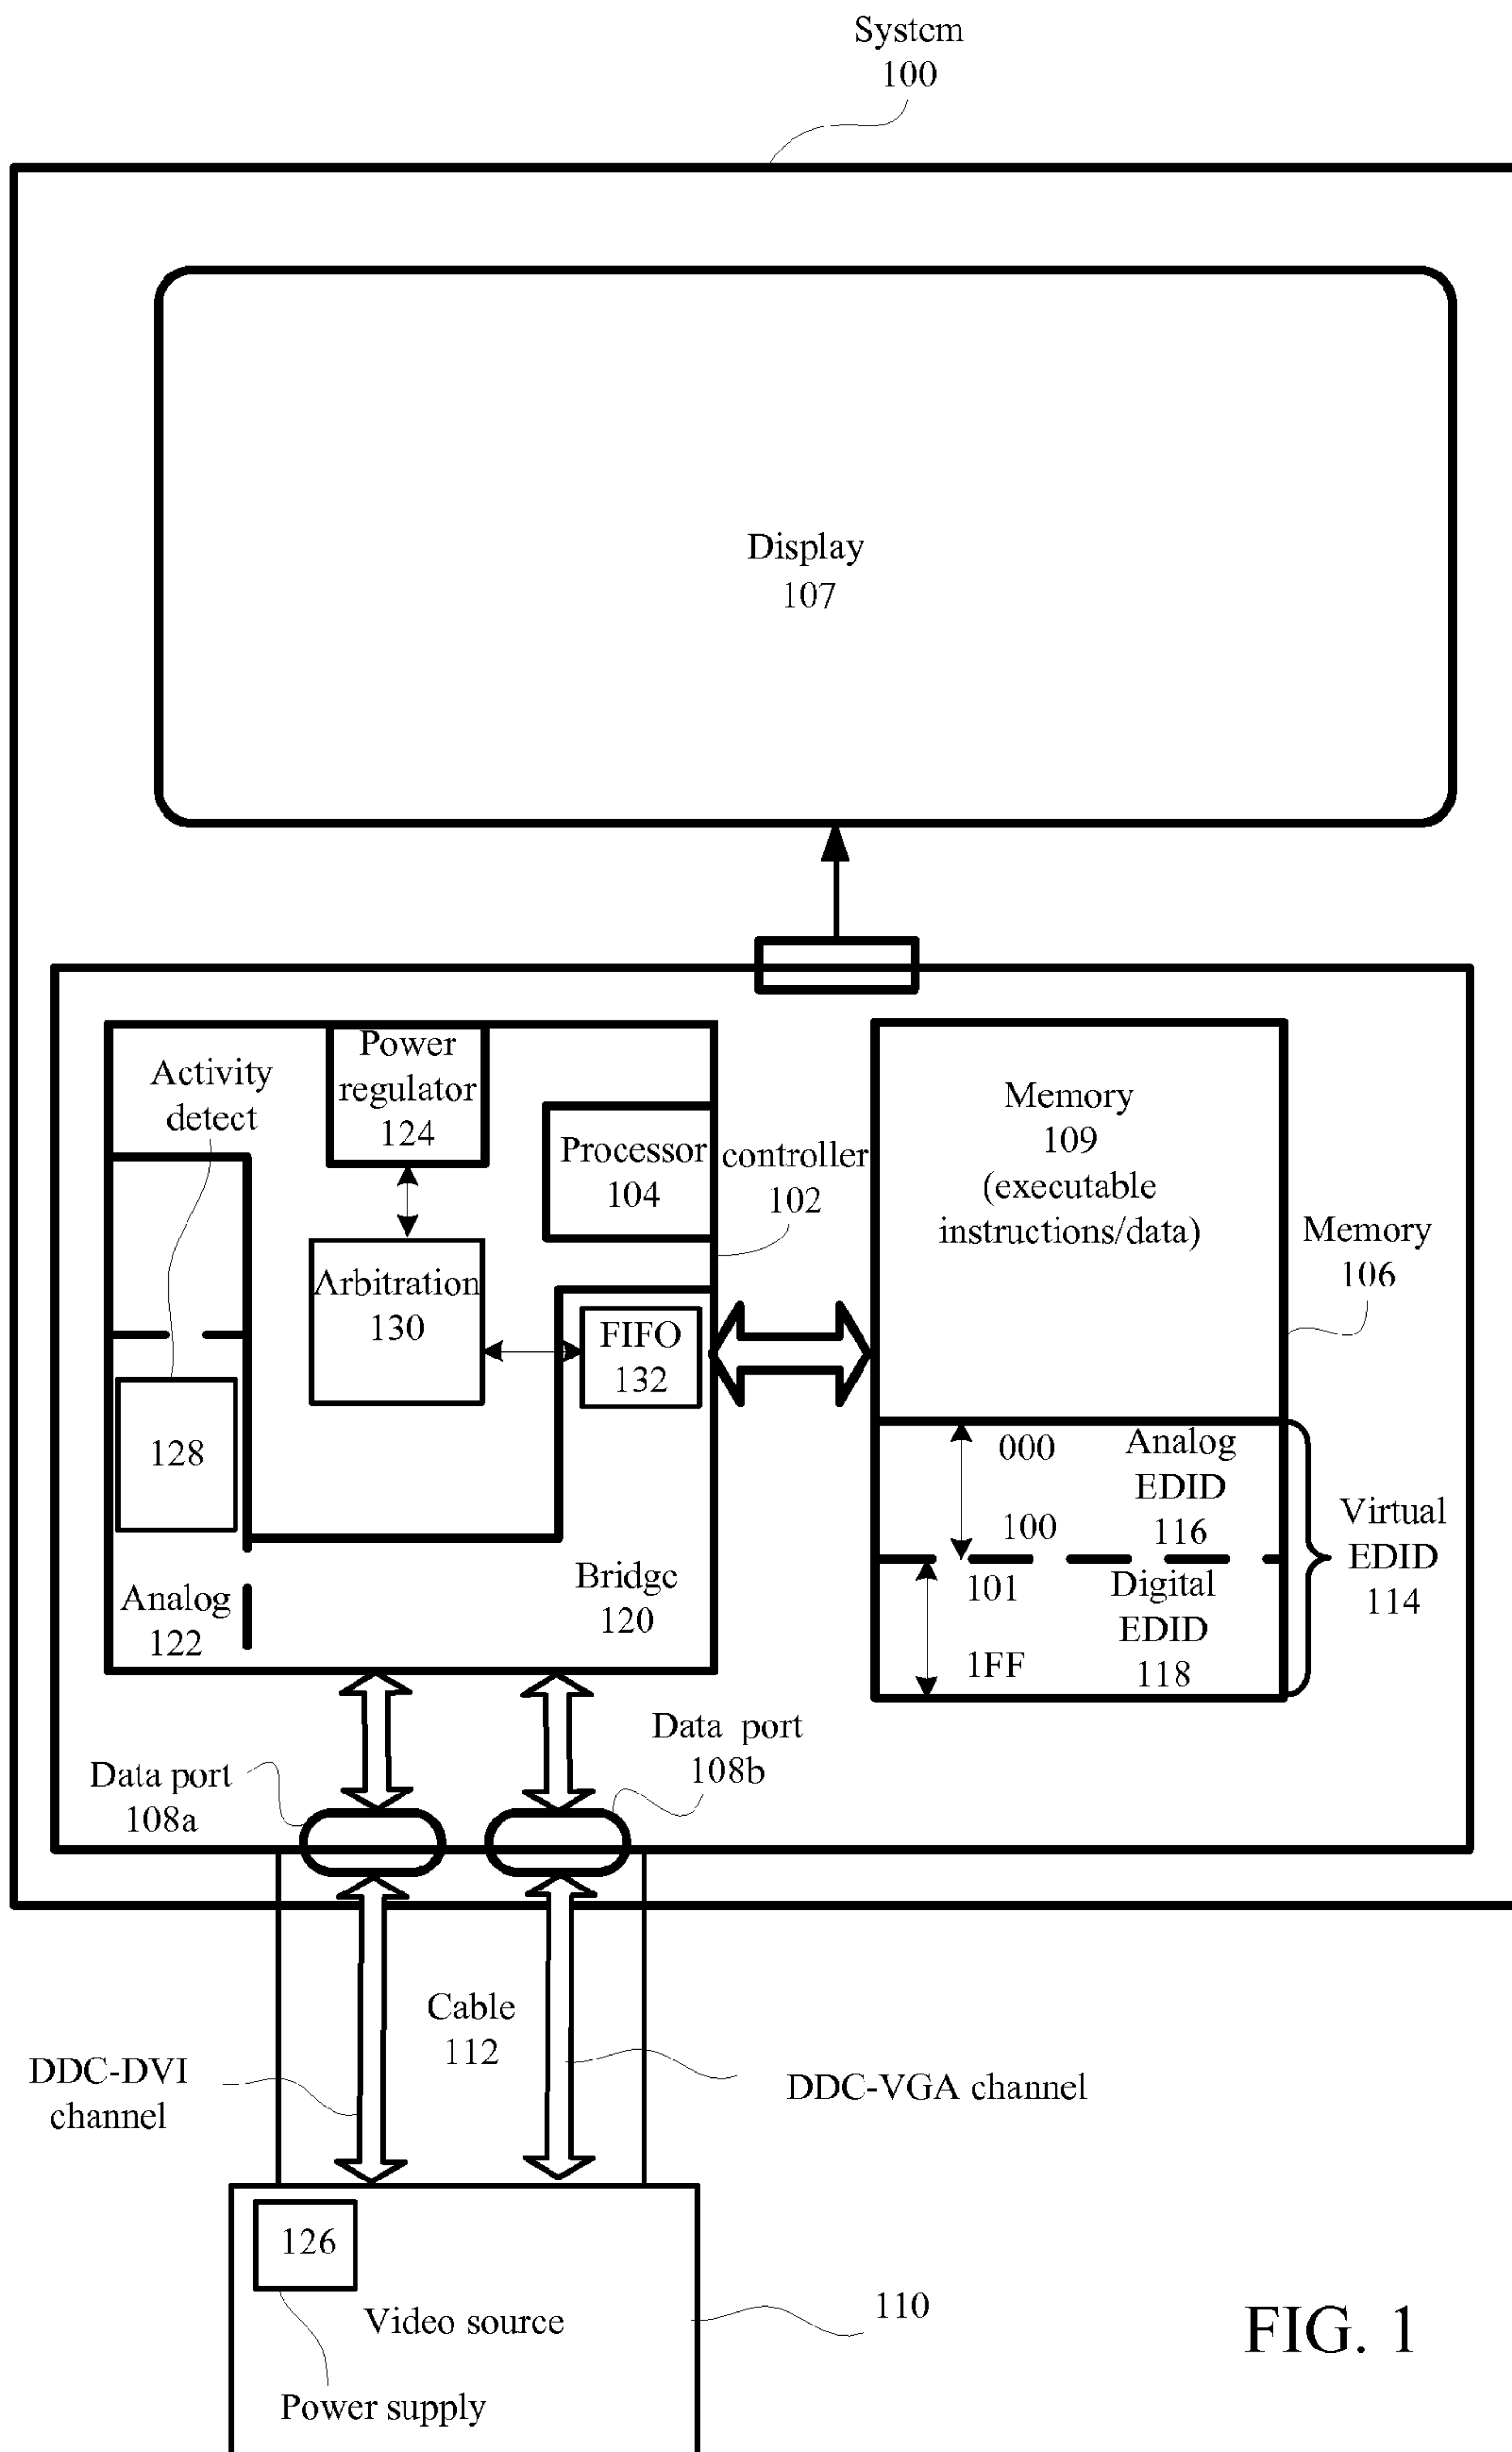 System
100
Display
107
Activity
detect
Power
regulator
124
Processor
104
controller
102
Memory
109
(executable
instructions/data)
Memory
106
Arbitration
130
FIFO
132
128
000
Analog
EDID
116
100
101
Digital
EDID
118
1FF
Virtual
EDID
114
Analog
122
Bridge
120
Data port
108a
Data port
108b
Cable
112
DDC-DVI
channel
DDC-VGA channel
126
Video source
110
Power supply
FIG. 1